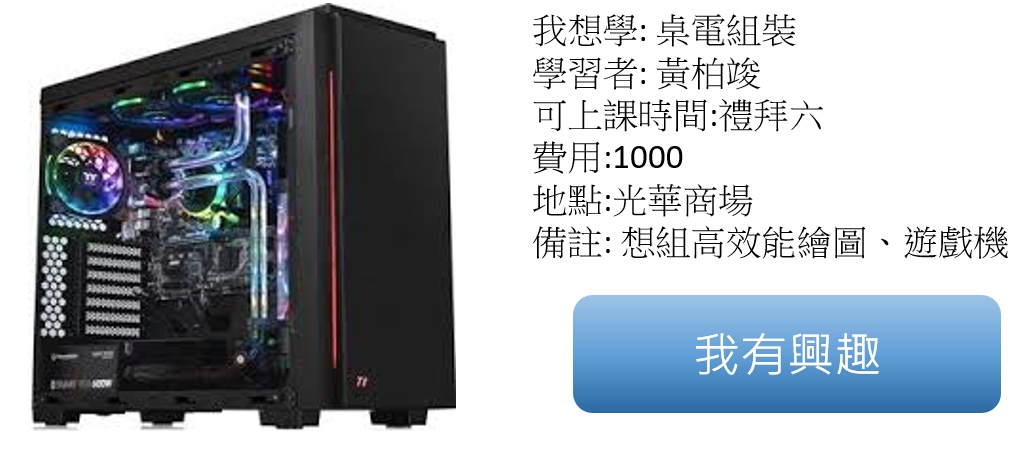 我想學: 桌電組裝
學習者: 黃柏竣
可上課時間:禮拜六
費用:1000
地點:光華商場
備註: 想組高效能繪圖、遊戲機
我有興趣